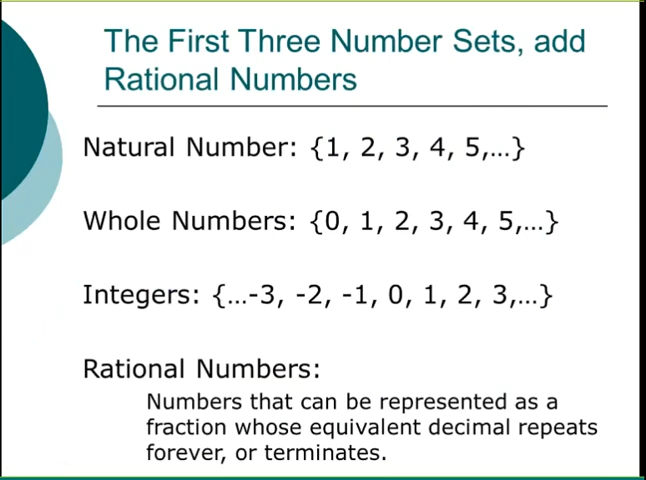 The First Three Number Sets, add
Rational Numbers
Natural Number: {1, 2, 3, 4, 5,...}
Whole Numbers: {0, 1, 2, 3, 4, 5,...}
Integers: {...-3, -2, -1, 0, 1, 2, 3,...}
Rational Numbers:
Numbers that can be represented as a
fraction whose equivalent decimal repeats
forever, or terminates.